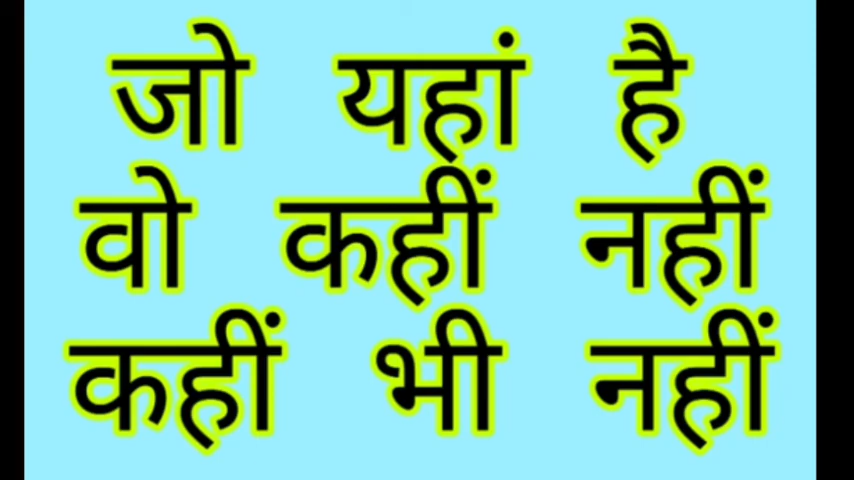 जो यहां है
वो कहीं नहीं
कहीं भी नहीं